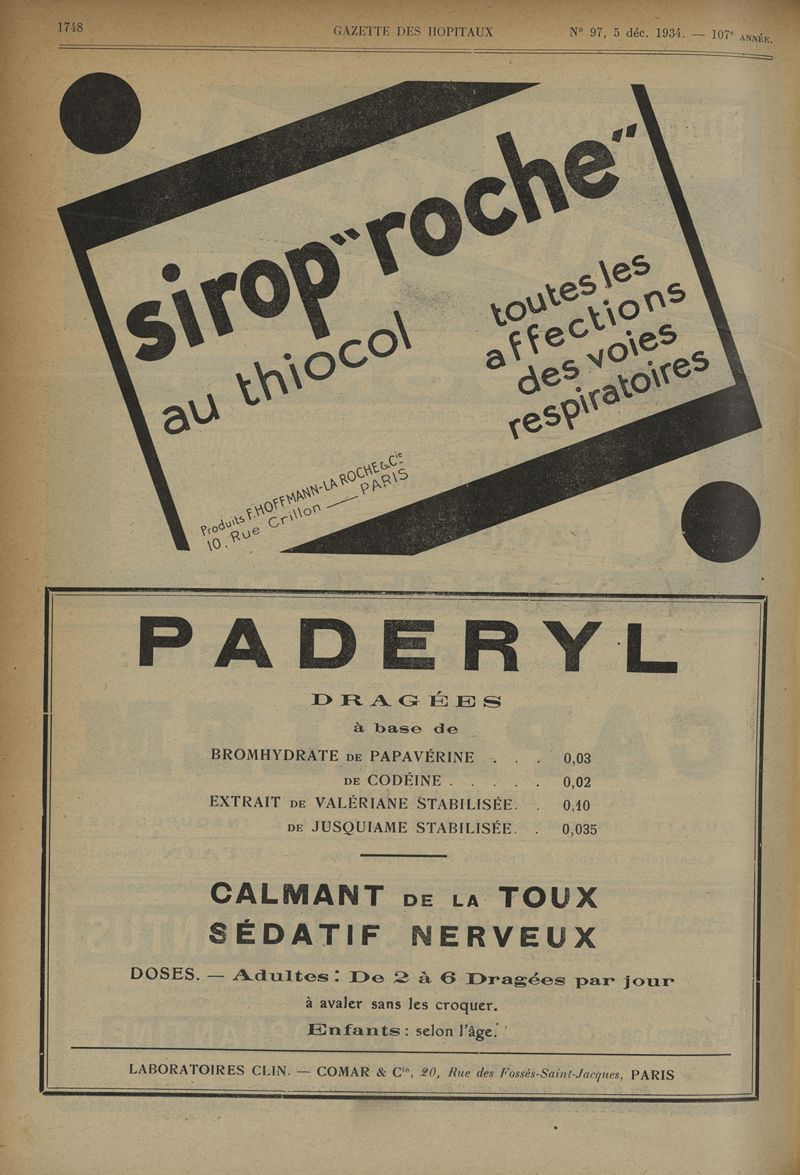 1748
GAZETTE DES HOPITAUX
N° 97, 5 déc. 1934. — 107e ANNÉE.
sirop "roche"
au thiocol
toutes les
affections
des voies
respiratoires
Produits F. HOFFMANN-LA ROCHE & Cie
10, Rue Crillon — PARIS
PADERYL
DRAGÉES
à base de
BROMHYDRATE DE PAPAVÉRINE . . . 0,03
DE CODÉINE . . . . . 0,02
EXTRAIT DE VALÉRIANE STABILISÉE. . 0,10
DE JUSQUIAME STABILISÉE. . 0,035
CALMANT DE LA TOUX
SÉDATIF NERVEUX
DOSES. — Adultes : De 2 à 6 Dragées par jour
à avaler sans les croquer.
Enfants : selon l'âge.
LABORATOIRES CLIN. — COMAR & Cie, 20, Rue des Fossés-Saint-Jacques, PARIS